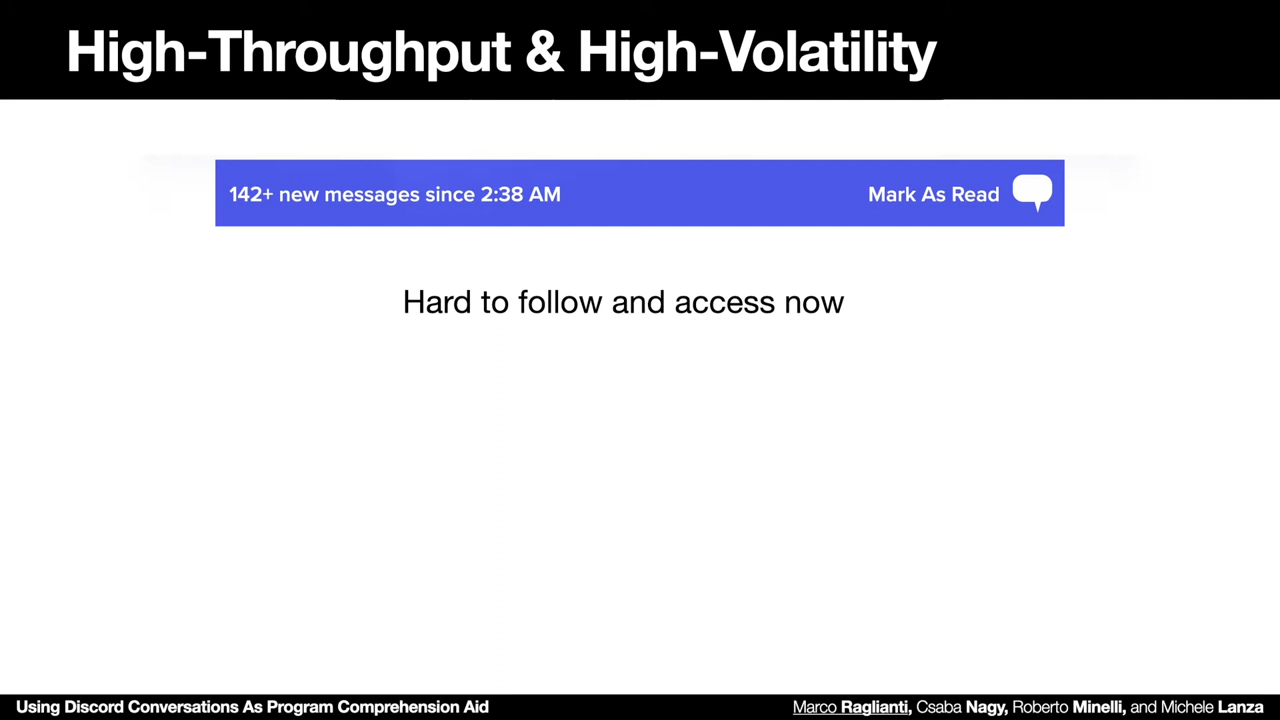 High-Throughput & High-Volatility
142+ new messages since 2:38 AM
Mark As Read
Hard to follow and access now
Using Discord Conversations As Program Comprehension Aid
Marco Raglianti, Csaba Nagy, Roberto Minelli, and Michele Lanza